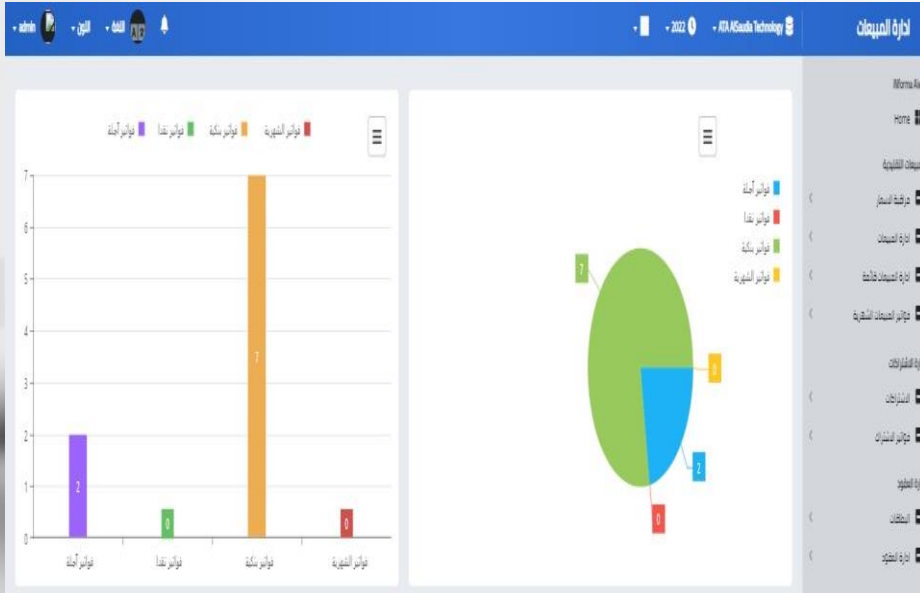 ادارة المبيعات
ATA AlSaudia Technology
2022
اللغة
اللون
admin
Home
مراقبة الاسعار
ادارة المبيعات
فواتير المبيعات الشهرية
الاشتراكات
فواتير الاشتراك
البطاقات
ادارة العقود
فواتير آجلة
فواتير نقدا
فواتير بنكية
فواتير الشهرية
7
0
2
0
فواتير الشهرية
فواتير بنكية
فواتير نقدا
فواتير آجلة
7
6
5
4
3
2
1
0
2
0
7
0
فواتير آجلة
فواتير نقدا
فواتير بنكية
فواتير الشهرية